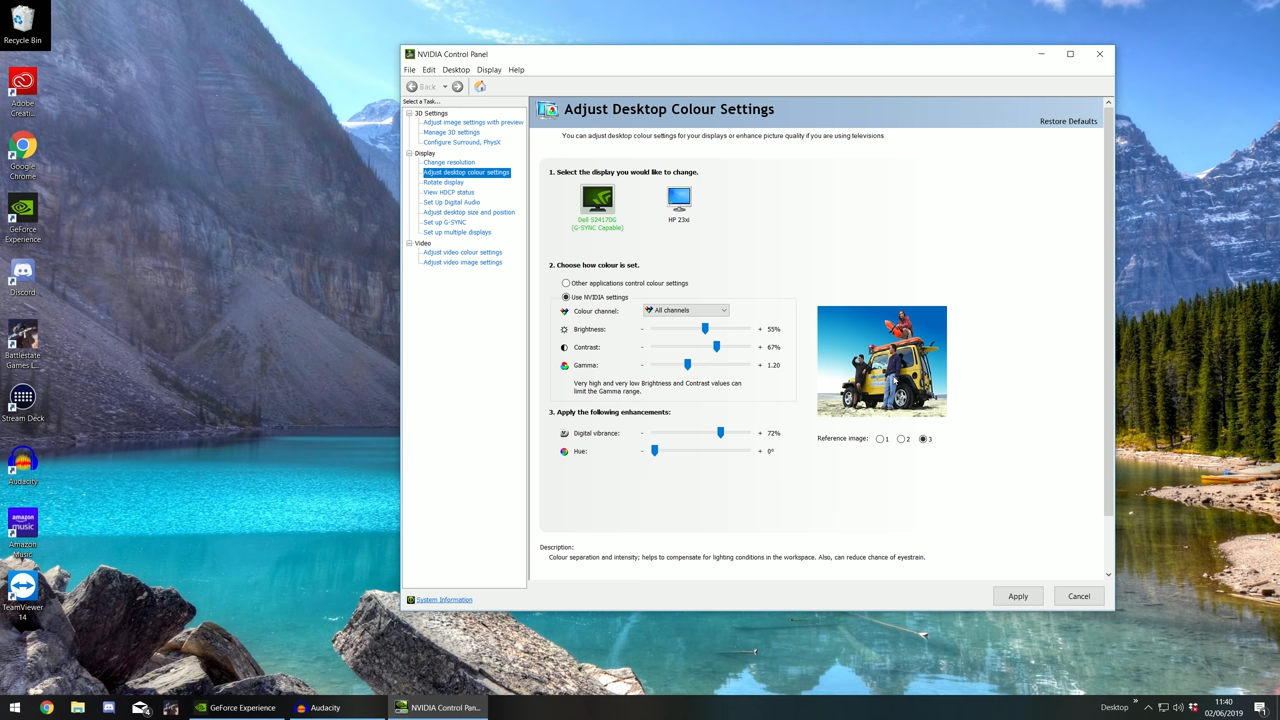 Recycle Bin
Adobe
Creati...
Google
Chrome
GeForce
Experience
Discord
Battlestate
Games L...
Stream Deck
Audacity
amazon
music
Amazon
Music
TeamViewer
14
NVIDIA Control Panel
File Edit Desktop Display Help
Back
Select a Task...
3D Settings
Adjust image settings with preview
Manage 3D settings
Configure Surround, PhysX
Display
Change resolution
Adjust desktop colour settings
Rotate display
View HDCP status
Set Up Digital Audio
Adjust desktop size and position
Set up G-SYNC
Set up multiple displays
Video
Adjust video colour settings
Adjust video image settings
System Information
Adjust Desktop Colour Settings
Restore Defaults
You can adjust desktop colour settings for your displays or enhance picture quality if you are using televisions.
1. Select the display you would like to change.
Dell S2417DG
(G-SYNC Capable)
HP 23xi
2. Choose how colour is set.
Other applications control colour settings
Use NVIDIA settings
Colour channel: All channels
Brightness: - + 55%
Contrast: - + 67%
Gamma: - + 1.20
Very high and very low Brightness and Contrast values can
limit the Gamma range.
3. Apply the following enhancements:
Digital vibrance: - + 72%
Hue: - + 0º
Reference image: 1 2 3
Description:
Colour separation and intensity; helps to compensate for lighting conditions in the workspace. Also, can reduce chance of eyestrain.
Apply Cancel
GeForce Experience
Audacity
NVIDIA Control Pan...
Desktop
11:40
02/06/2019
1